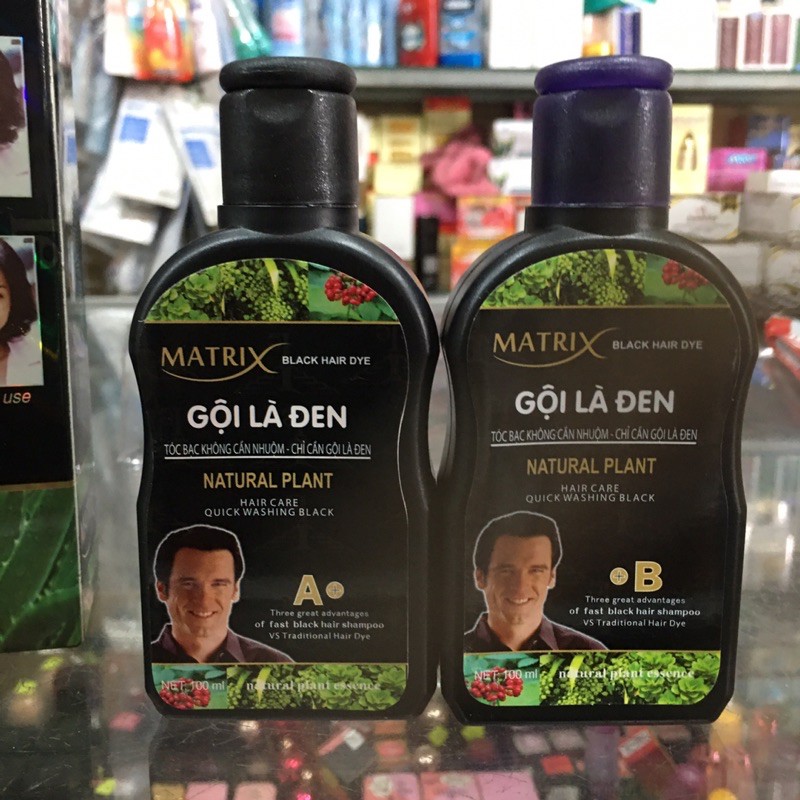 use
MATRIX BLACK HAIR DYE
GỘI LÀ ĐEN
TÓC BẠC KHÔNG CẦN NHUỘM - CHỈ CẦN GỘI LÀ ĐEN
NATURAL PLANT
HAIR CARE
QUICK WASHING BLACK
A
Three great advantages
of fast black hair shampoo
VS Traditional Hair Dye
NET 100 ml
natural plant essence
MATRIX BLACK HAIR DYE
GỘI LÀ ĐEN
TÓC BẠC KHÔNG CẦN NHUỘM - CHỈ CẦN GỘI LÀ ĐEN
NATURAL PLANT
HAIR CARE
QUICK WASHING BLACK
B
Three great advantages
of fast black hair shampoo
VS Traditional Hair Dye
NET 100 ml
natural plant essence